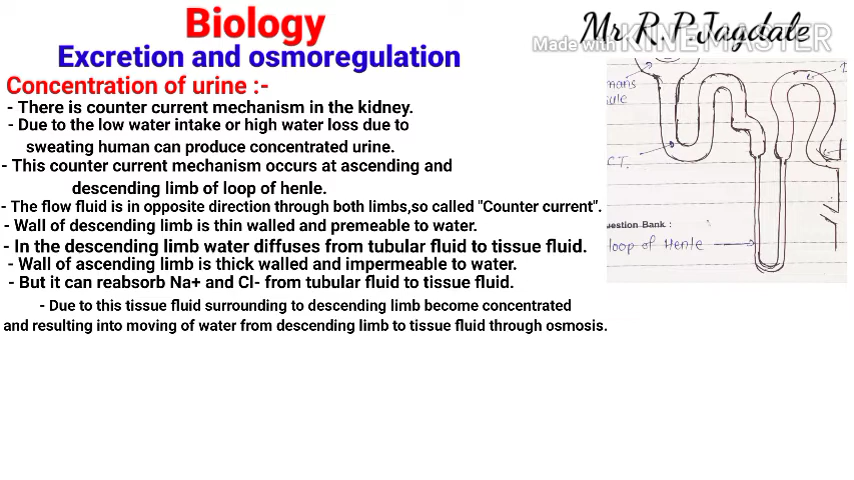 Biology
Mr R. P. Jagdale
Made with KINEMASTER
Excretion and osmoregulation
Concentration of urine :-
- There is counter current mechanism in the kidney.
- Due to the low water intake or high water loss due to
sweating human can produce concentrated urine.
- This counter current mechanism occurs at ascending and
descending limb of loop of henle.
- The flow fluid is in opposite direction through both limbs,so called "Counter current".
- Wall of descending limb is thin walled and premeable to water.
- In the descending limb water diffuses from tubular fluid to tissue fluid.
- Wall of ascending limb is thick walled and impermeable to water.
- But it can reabsorb Na+ and Cl- from tubular fluid to tissue fluid.
- Due to this tissue fluid surrounding to descending limb become concentrated
and resulting into moving of water from descending limb to tissue fluid through osmosis.
mans
ule
C.T.
uestion Bank :
loop of Henle